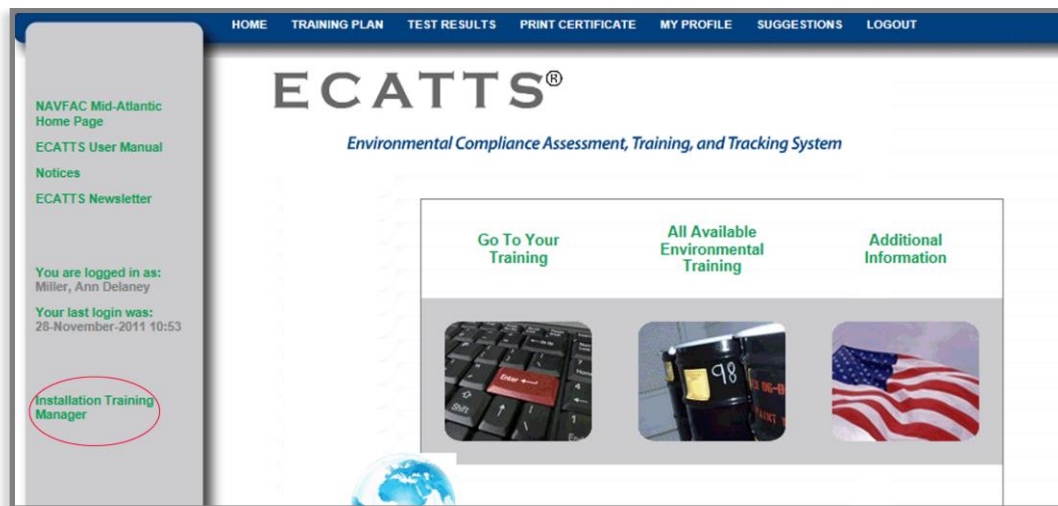 HOME TRAINING PLAN TEST RESULTS PRINT CERTIFICATE MY PROFILE SUGGESTIONS LOGOUT
NAVFAC Mid-Atlantic
Home Page
ECATTS User Manual
Notices
ECATTS Newsletter
You are logged in as:
Miller, Ann Delaney
Your last login was:
28-November-2011 10:53
Installation Training
Manager
ECATTS®
Environmental Compliance Assessment, Training, and Tracking System
Go To Your
Training
All Available
Environmental
Training
Additional
Information
Enter
Shift
98